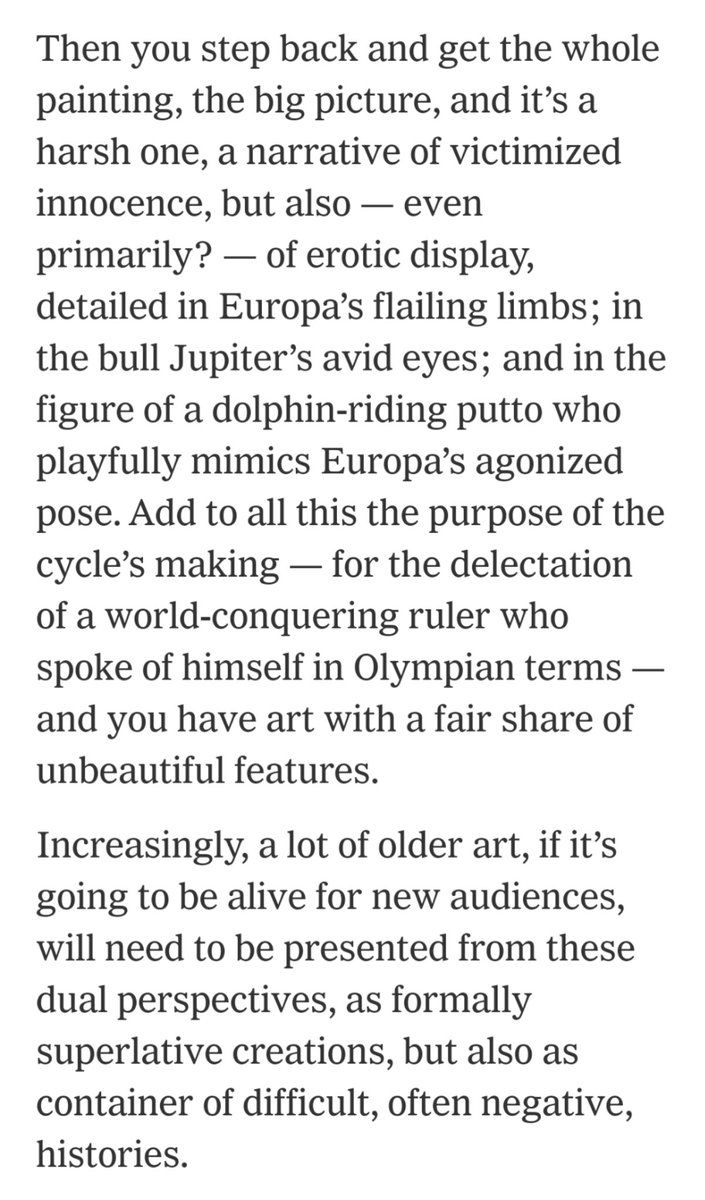 Then you step back and get the whole
painting, the big picture, and it’s a
harsh one, a narrative of victimized
innocence, but also — even
primarily? — of erotic display,
detailed in Europa’s flailing limbs; in
the bull Jupiter’s avid eyes; and in the
figure of a dolphin-riding putto who
playfully mimics Europa’s agonized
pose. Add to all this the purpose of the
cycle’s making — for the delectation
of a world-conquering ruler who
spoke of himself in Olympian terms —
and you have art with a fair share of
unbeautiful features.
Increasingly, a lot of older art, if it’s
going to be alive for new audiences,
will need to be presented from these
dual perspectives, as formally
superlative creations, but also as
container of difficult, often negative,
histories.